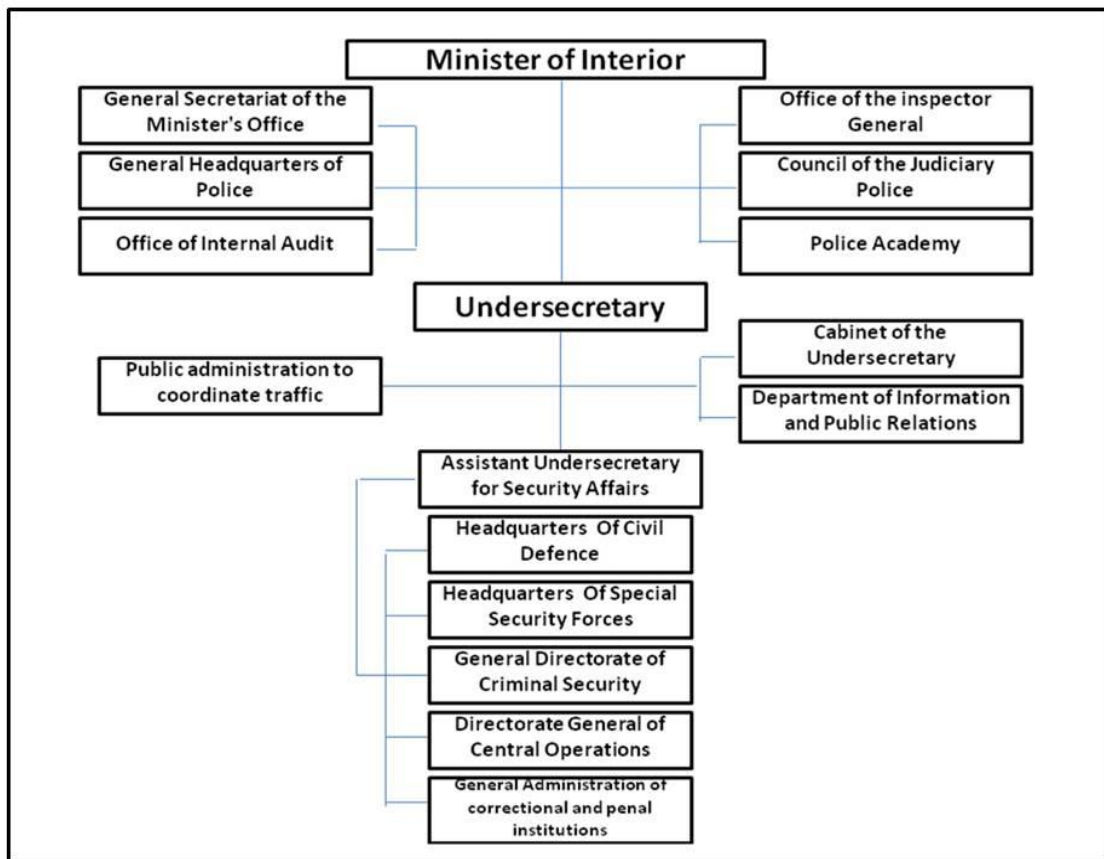 Minister of Interior
General Secretariat of the
Minister's Office
Office of the inspector
General
General Headquarters of
Police
Council of the Judiciary
Police
Office of Internal Audit
Police Academy
Undersecretary
Public administration to
coordinate traffic
Cabinet of the
Undersecretary
Department of Information
and Public Relations
Assistant Undersecretary
for Security Affairs
Headquarters Of Civil
Defence
Headquarters Of Special
Security Forces
General Directorate of
Criminal Security
Directorate General of
Central Operations
General Administration of
correctional and penal
institutions